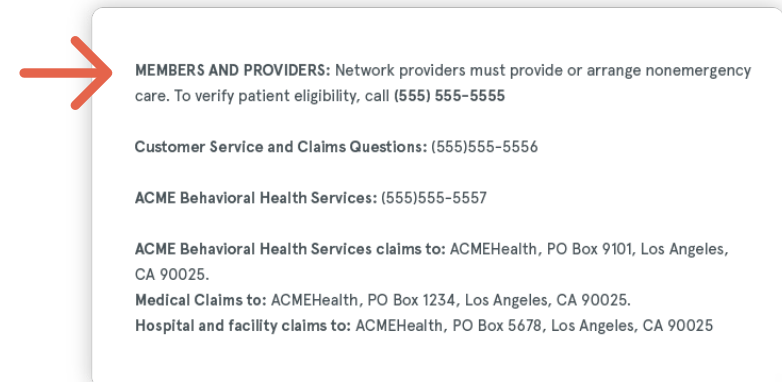 MEMBERS AND PROVIDERS: Network providers must provide or arrange nonemergency
care. To verify patient eligibility, call (555) 555-5555
Customer Service and Claims Questions: (555)555-5556
ACME Behavioral Health Services: (555)555-5557
ACME Behavioral Health Services claims to: ACMEHealth, PO Box 9101, Los Angeles,
CA 90025.
Medical Claims to: ACMEHealth, PO Box 1234, Los Angeles, CA 90025.
Hospital and facility claims to: ACMEHealth, PO Box 5678, Los Angeles, CA 90025